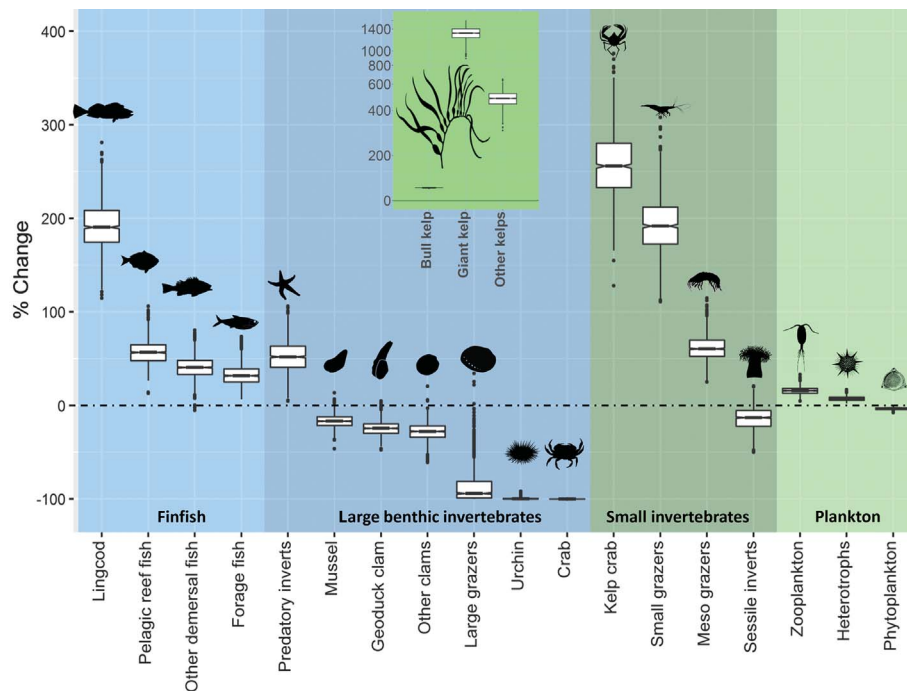 400
300
200
100
0
-100
% Change
1400
1000
800
600
400
200
0
Bull kelp
Giant kelp
Other kelps
Finfish
Large benthic invertebrates
Small invertebrates
Plankton
Lingcod
Pelagic reef fish
Other demersal fish
Forage fish
Predatory inverts
Mussel
Geoduck clam
Other clams
Large grazers
Urchin
Crab
Kelp crab
Small grazers
Meso grazers
Sessile inverts
Zooplankton
Heterotrophs
Phytoplankton